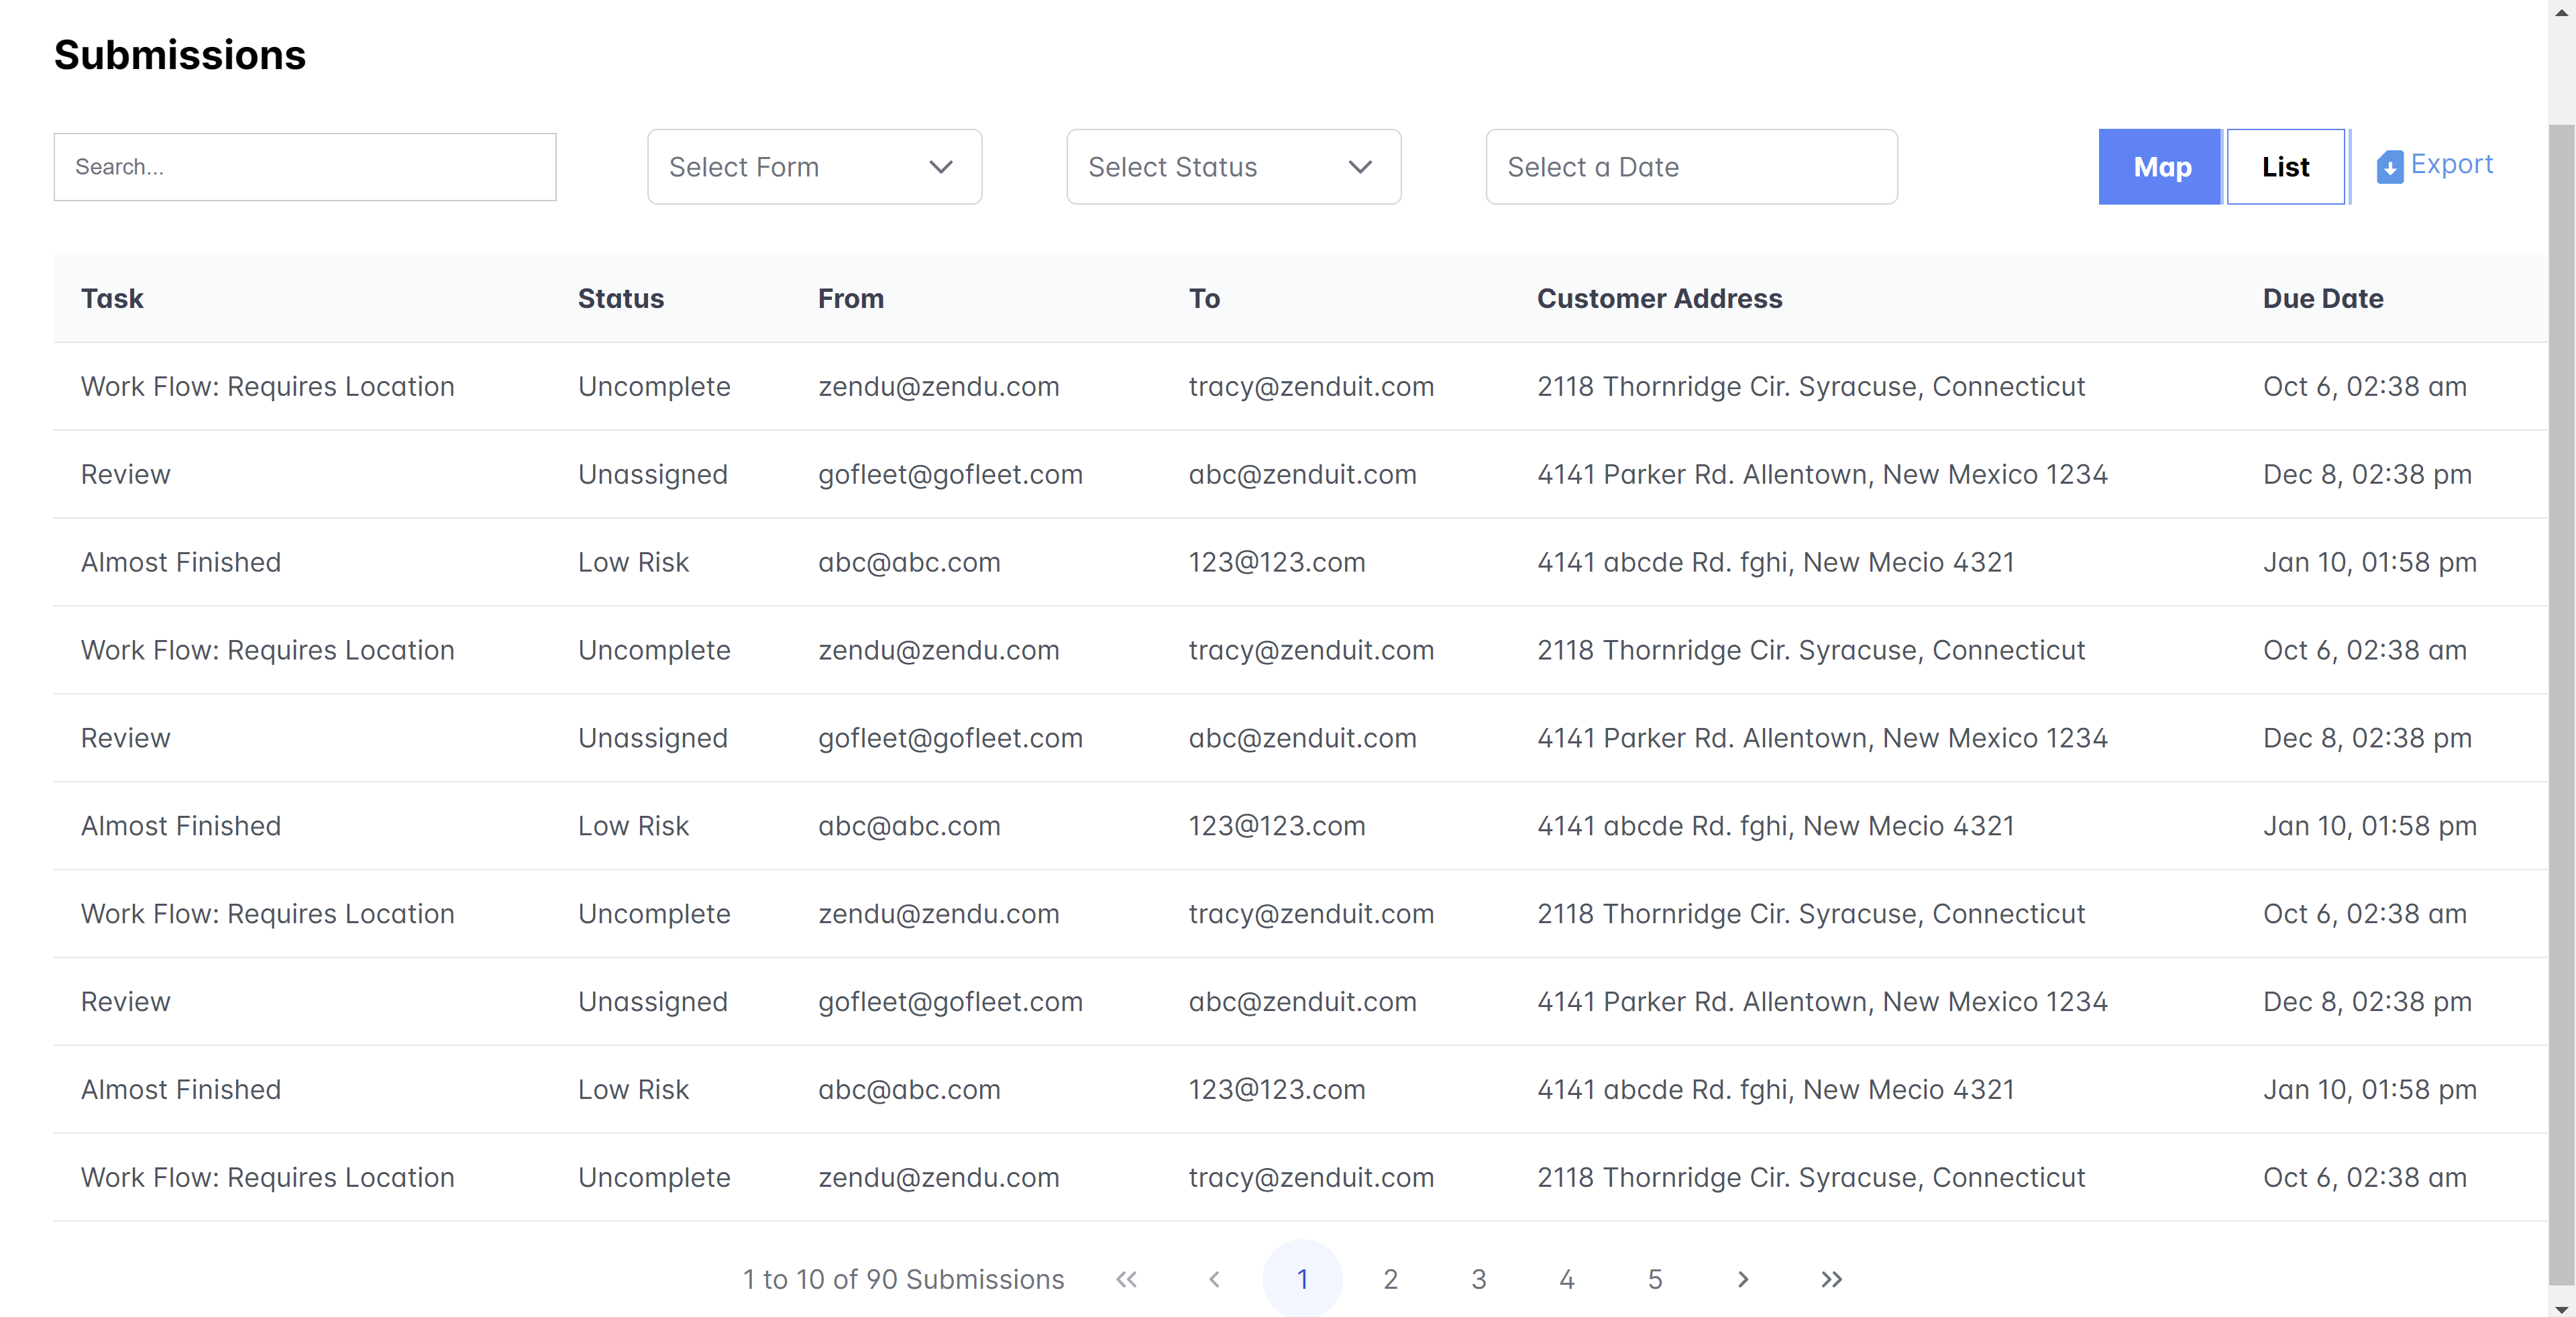 Submissions
Search... Select Form Select Status Select a Date Map List Export
Task Status From To Customer Address Due Date
Work Flow: Requires Location Uncomplete zendu@zendu.com tracy@zenduit.com 2118 Thornridge Cir. Syracuse, Connecticut Oct 6, 02:38 am
Review Unassigned gofleet@gofleet.com abc@zenduit.com 4141 Parker Rd. Allentown, New Mexico 1234 Dec 8, 02:38 pm
Almost Finished Low Risk abc@abc.com 123@123.com 4141 abcde Rd. fghi, New Mecio 4321 Jan 10, 01:58 pm
Work Flow: Requires Location Uncomplete zendu@zendu.com tracy@zenduit.com 2118 Thornridge Cir. Syracuse, Connecticut Oct 6, 02:38 am
Review Unassigned gofleet@gofleet.com abc@zenduit.com 4141 Parker Rd. Allentown, New Mexico 1234 Dec 8, 02:38 pm
Almost Finished Low Risk abc@abc.com 123@123.com 4141 abcde Rd. fghi, New Mecio 4321 Jan 10, 01:58 pm
Work Flow: Requires Location Uncomplete zendu@zendu.com tracy@zenduit.com 2118 Thornridge Cir. Syracuse, Connecticut Oct 6, 02:38 am
Review Unassigned gofleet@gofleet.com abc@zenduit.com 4141 Parker Rd. Allentown, New Mexico 1234 Dec 8, 02:38 pm
Almost Finished Low Risk abc@abc.com 123@123.com 4141 abcde Rd. fghi, New Mecio 4321 Jan 10, 01:58 pm
Work Flow: Requires Location Uncomplete zendu@zendu.com tracy@zenduit.com 2118 Thornridge Cir. Syracuse, Connecticut Oct 6, 02:38 am
1 to 10 of 90 Submissions 1 2 3 4 5